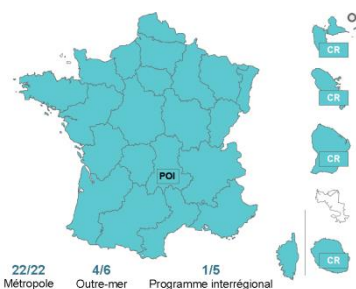 CR
CR
CR
POI
CR
22/22 4/6 1/5
Métropole Outre-mer Programme interrégional